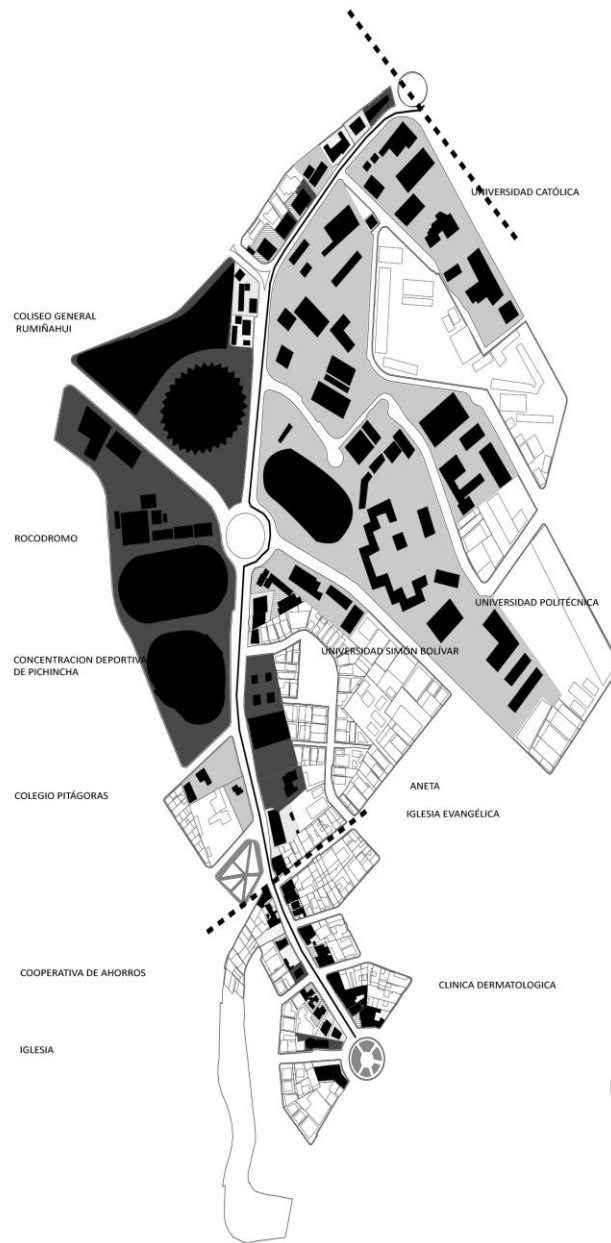 UNIVERSIDAD CATÓLICA
COLISEO GENERAL
RUMIÑAHUI
ROCODROMO
UNIVERSIDAD POLITÉCNICA
UNIVERSIDAD SIMÓN BOLÍVAR
CONCENTRACION DEPORTIVA
DE PICHINCHA
ANETA
COLEGIO PITÁGORAS
IGLESIA EVANGÉLICA
COOPERATIVA DE AHORROS
CLINICA DERMATOLOGICA
IGLESIA